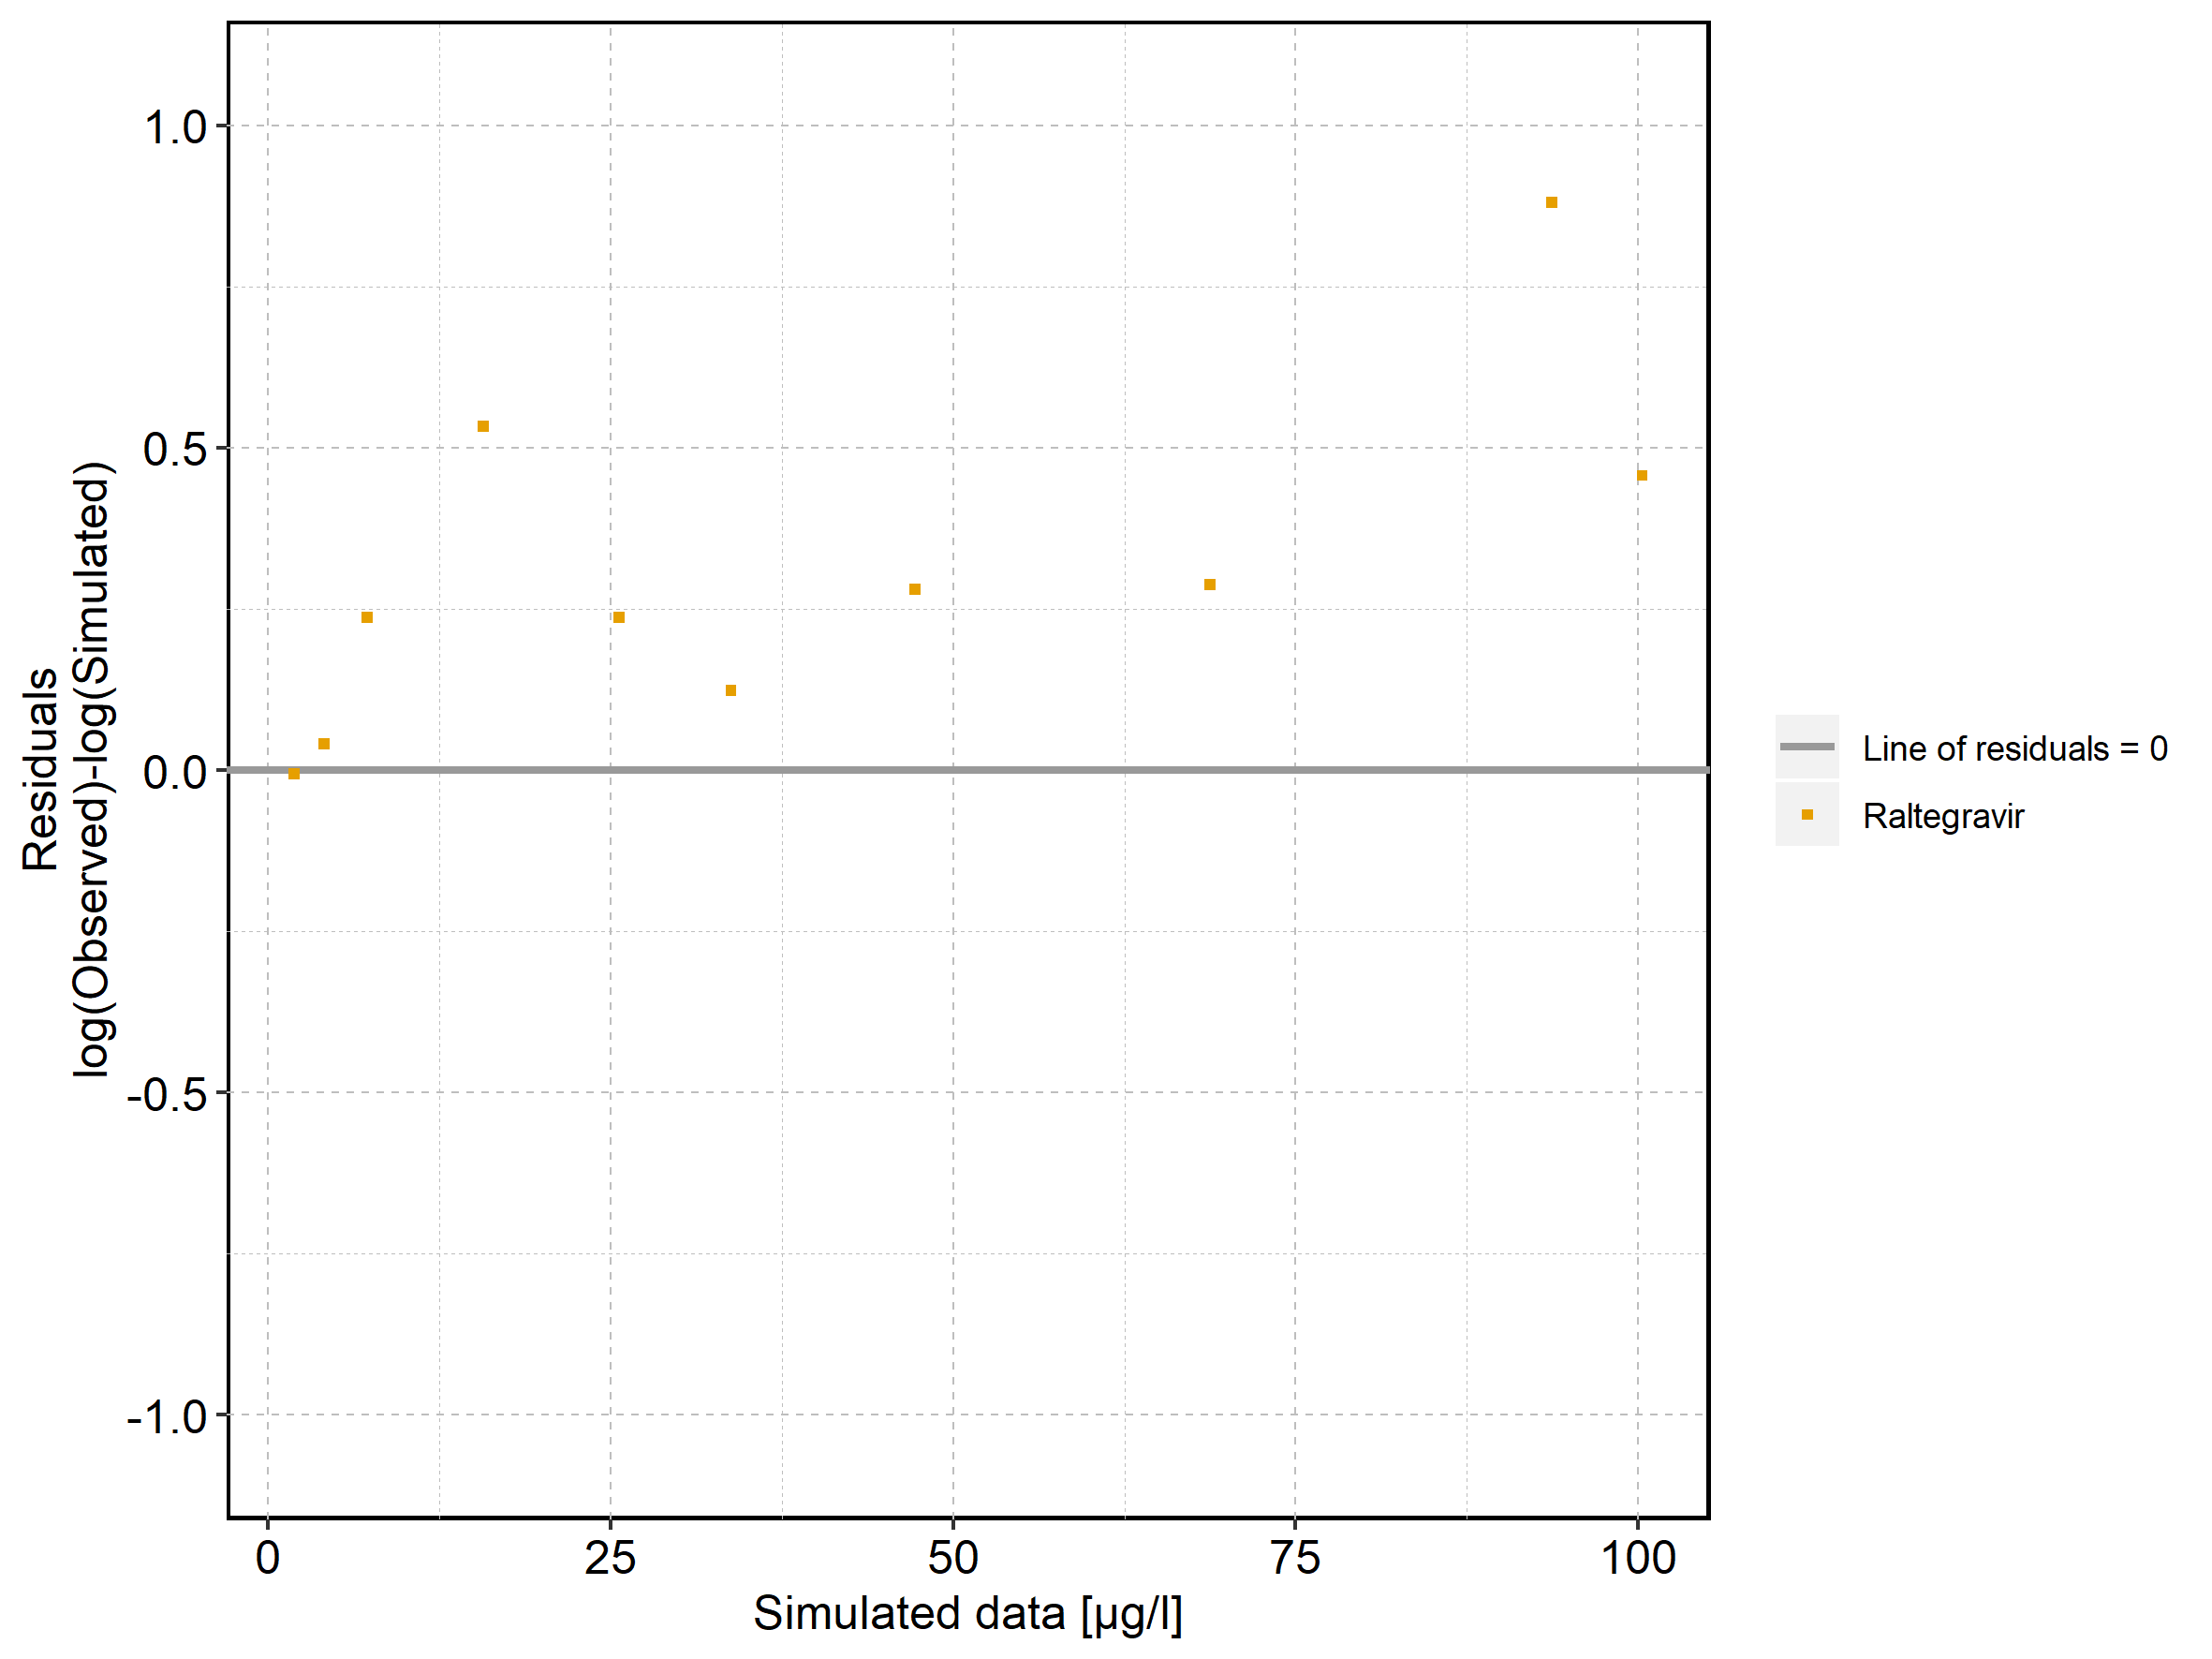 Residuals
log(Observed)-log(Simulated)
1.0
0.5
0.0
-0.5
-1.0
0
25
50
75
100
Simulated data [µg/l]
Line of residuals = 0
Raltegravir